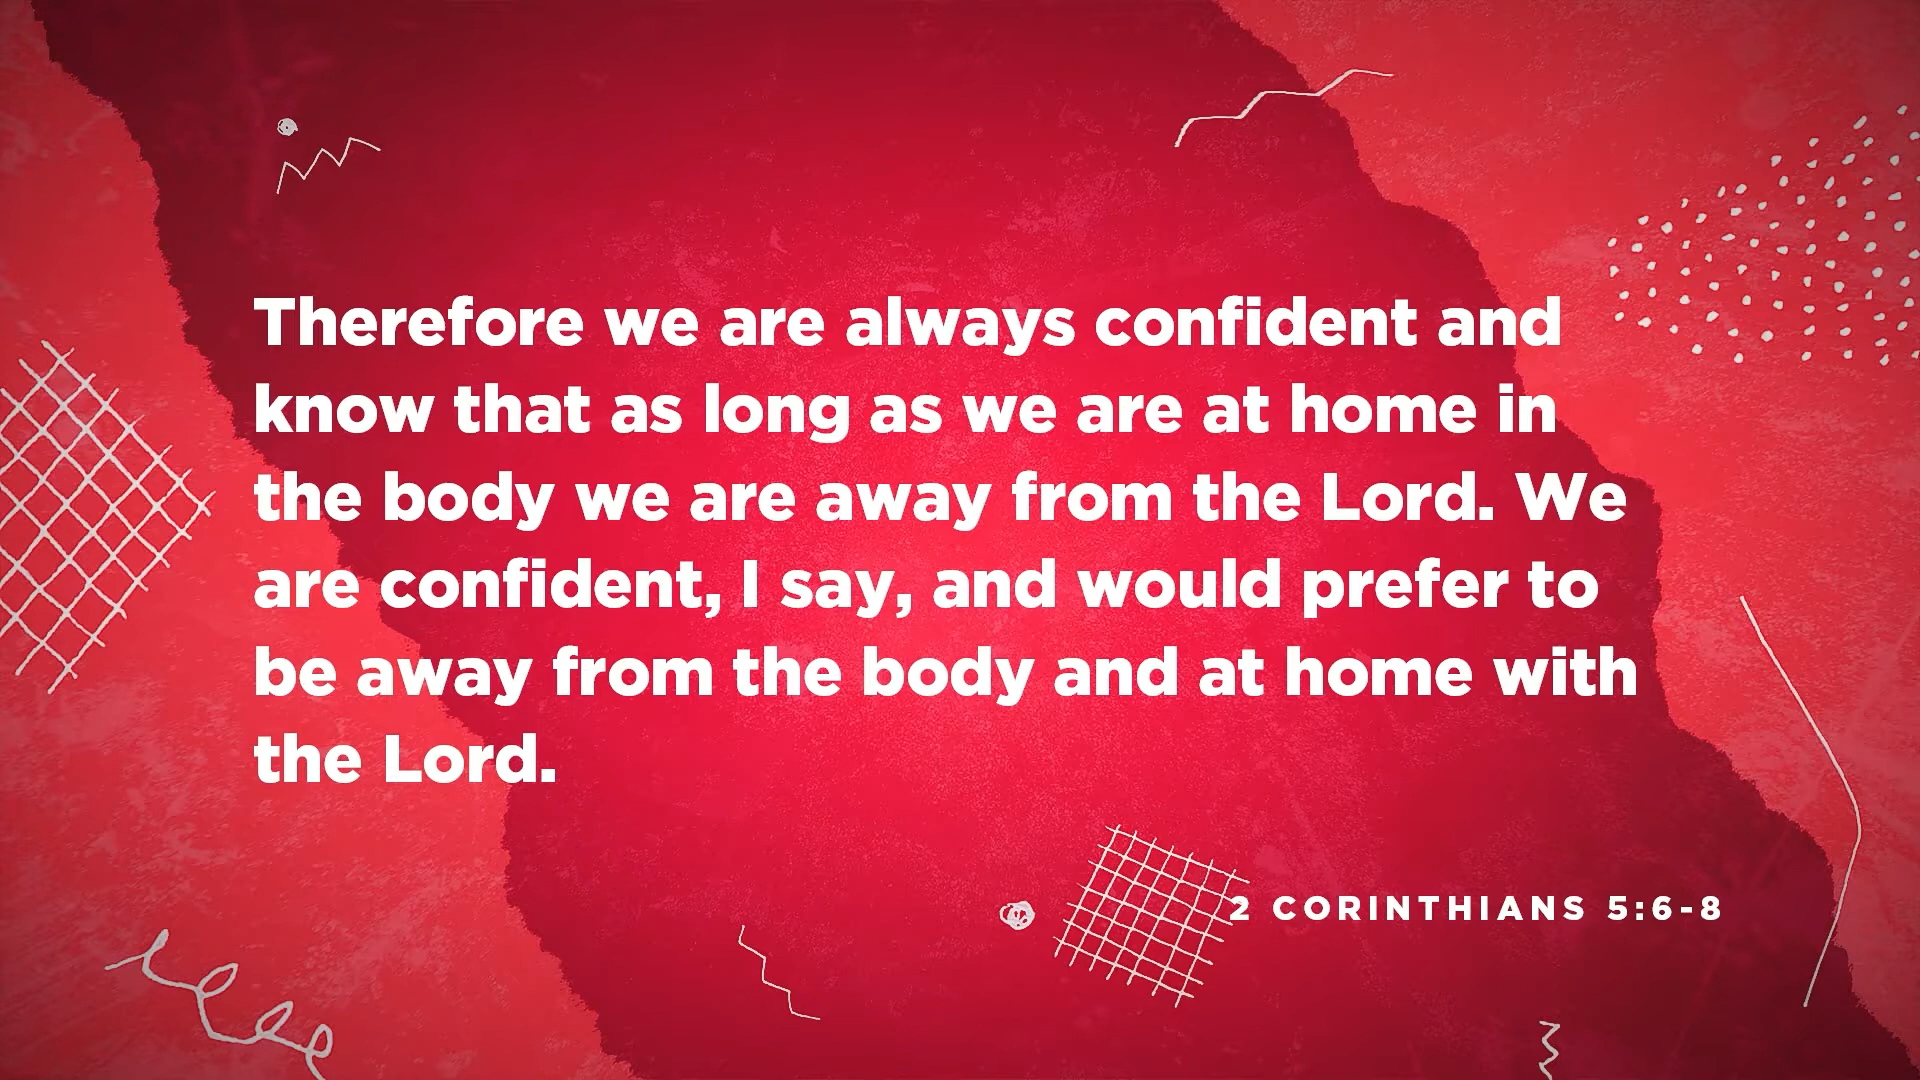 Therefore we are always confident and
know that as long as we are at home in
the body we are away from the Lord. We
are confident, I say, and would prefer to
be away from the body and at home with
the Lord.
2 CORINTHIANS 5:6-8